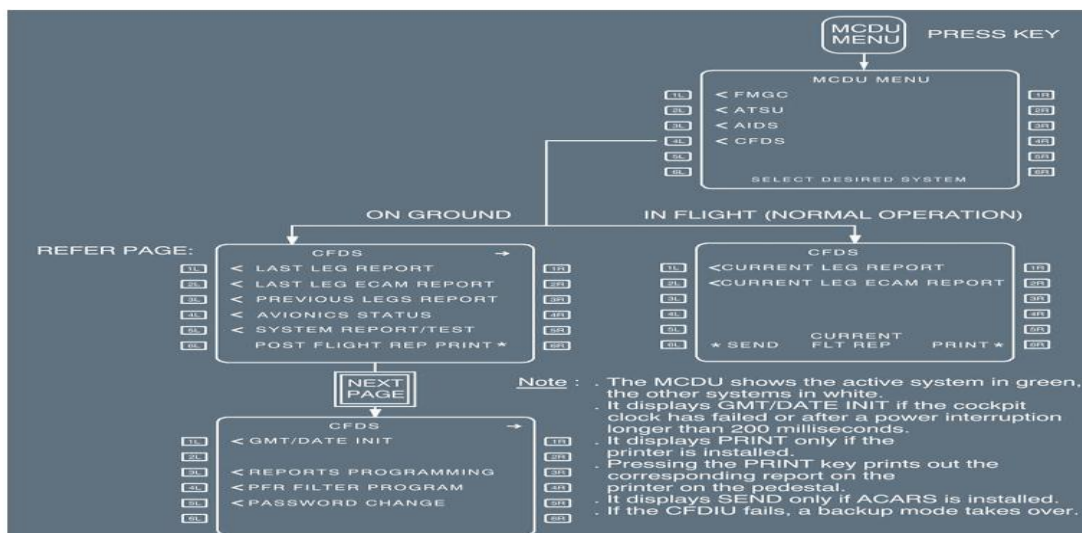 MCDU
MENU
PRESS KEY
MCDU MENU
1L < FMGC 1R
2L < ATSU 2R
3L < AIDS 3R
4L < CFDS 4R
5L 5R
6L SELECT DESIRED SYSTEM 6R
ON GROUND
IN FLIGHT (NORMAL OPERATION)
REFER PAGE:
CFDS →
1L < LAST LEG REPORT 1R
2L < LAST LEG ECAM REPORT 2R
3L < PREVIOUS LEGS REPORT 3R
4L < AVIONICS STATUS 4R
5L < SYSTEM REPORT/TEST 5R
6L POST FLIGHT REP PRINT * 6R
CFDS
1L <CURRENT LEG REPORT 1R
2L <CURRENT LEG ECAM REPORT 2R
3L 3R
4L 4R
5L CURRENT 5R
6L * SEND FLT REP PRINT * 6R
NEXT
PAGE
CFDS →
1L < GMT/DATE INIT 1R
2L 2R
3L < REPORTS PROGRAMMING 3R
4L < PFR FILTER PROGRAM 4R
5L < PASSWORD CHANGE 5R
6L 6R
Note : . The MCDU shows the active system in green,
the other systems in white.
. It displays GMT/DATE INIT if the cockpit
clock has failed or after a power interruption
longer than 200 milliseconds.
. It displays PRINT only if the
printer is installed.
. Pressing the PRINT key prints out the
corresponding report on the
printer on the pedestal.
. It displays SEND only if ACARS is installed.
. If the CFDIU fails, a backup mode takes over.